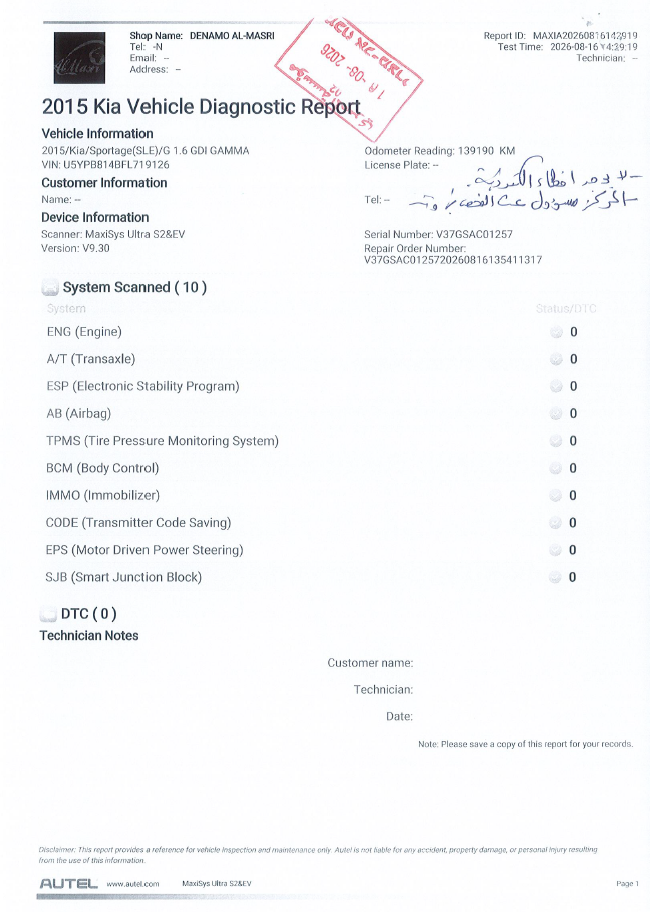 Al Masri
Shop Name: DENAMO AL-MASRI
Tel: -N
Email: --
Address: --
Report ID: MAXIA20260816142919
Test Time: 2026-08-16 14:29:19
Technician: --
2026 -08- 1
2015 Kia Vehicle Diagnostic Report
Vehicle Information
2015/Kia/Sportage(SLE)/G 1.6 GDI GAMMA
VIN: U5YPB814BFL719126
Odometer Reading: 139190 KM
License Plate: --
لا يوجد اخطاء الكترونية
المركز مسؤول عن الفحص
Customer Information
Name: --
Tel: --
Device Information
Scanner: MaxiSys Ultra S2&EV
Version: V9.30
Serial Number: V37GSAC01257
Repair Order Number:
V37GSAC0125720260816135411317
System Scanned ( 10 )
System Status/DTC
ENG (Engine) 0
A/T (Transaxle) 0
ESP (Electronic Stability Program) 0
AB (Airbag) 0
TPMS (Tire Pressure Monitoring System) 0
BCM (Body Control) 0
IMMO (Immobilizer) 0
CODE (Transmitter Code Saving) 0
EPS (Motor Driven Power Steering) 0
SJB (Smart Junction Block) 0
DTC ( 0 )
Technician Notes
Customer name:
Technician:
Date:
Note: Please save a copy of this report for your records.
Disclaimer: This report provides a reference for vehicle inspection and maintenance only. Autel is not liable for any accident, property damage, or personal injury resulting
from the use of this information.
AUTEL www.autel.com MaxiSys Ultra S2&EV Page 1